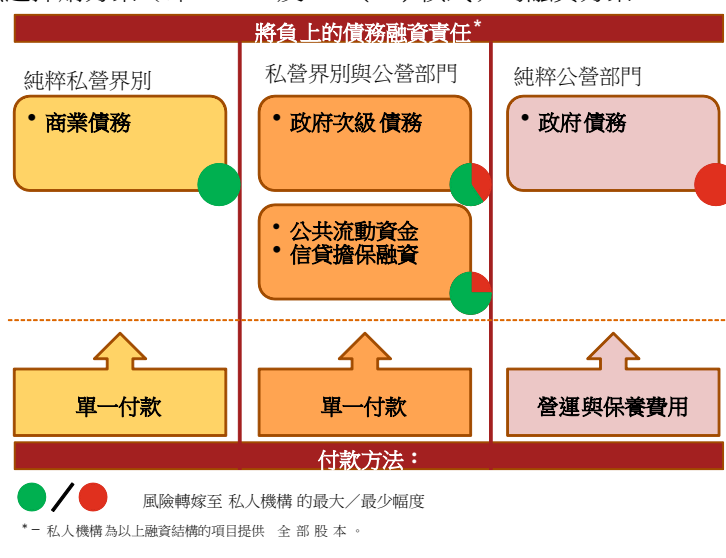 將負上的債務融資責任*
純粹私營界別
私營界別與公營部門
純粹公營部門
• 商業債務
• 政府次級債務
• 政府債務
• 公共流動資金
• 信貸擔保融資
單一付款
單一付款
營運與保養費用
付款方法：
風險轉嫁至 私人機構 的最大／最少幅度
*－ 私人機構為以上融資結構的項目提供 全部股本。